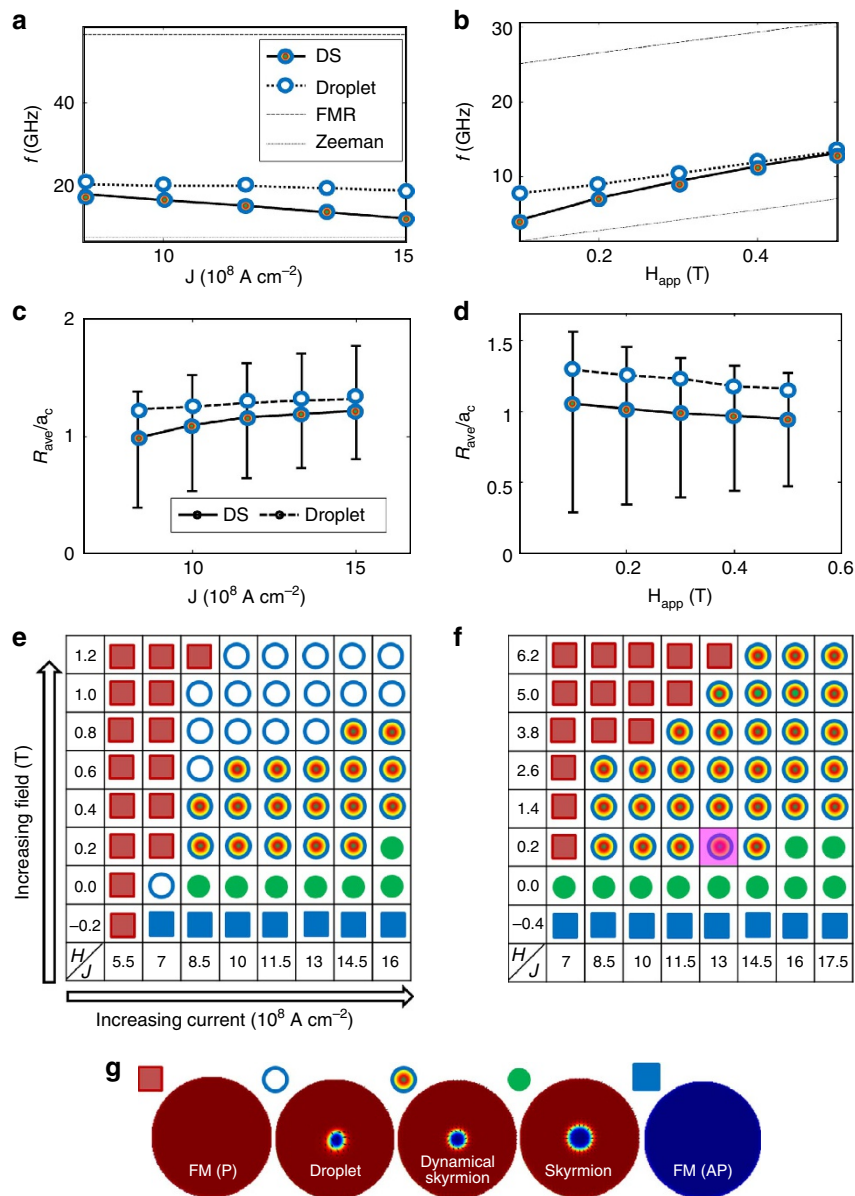 a
DS
Droplet
FMR
Zeeman
40
20
f (GHz)
10
15
J (10⁸ A cm⁻²)
b
30
20
10
f (GHz)
0.2
0.4
H_app (T)
c
2
1
0
R_ave/a_c
DS
Droplet
10
15
J (10⁸ A cm⁻²)
d
1.5
1
0.5
0
R_ave/a_c
0.2
0.4
0.6
H_app (T)
e
Increasing field (T)
1.2
1.0
0.8
0.6
0.4
0.2
0.0
−0.2
H/J 5.5 7 8.5 10 11.5 13 14.5 16
Increasing current (10⁸ A cm⁻²)
f
6.2
5.0
3.8
2.6
1.4
0.2
0.0
−0.4
H/J 7 8.5 10 11.5 13 14.5 16 17.5
g
FM (P)
Droplet
Dynamical
skyrmion
Skyrmion
FM (AP)